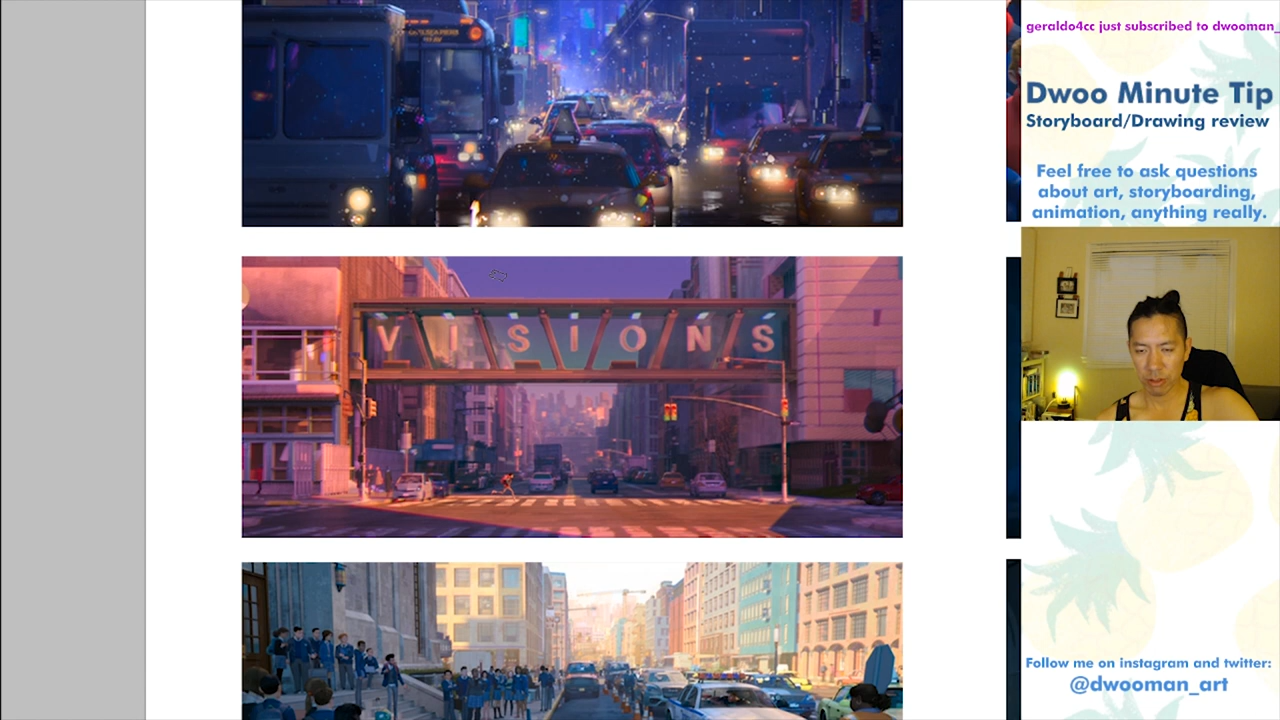 geraldo4cc just subscribed to dwooman_
Dwoo Minute Tip
Storyboard/Drawing review
Feel free to ask questions
about art, storyboarding,
animation, anything really.
VISIONS
Follow me on instagram and twitter:
@dwooman_art